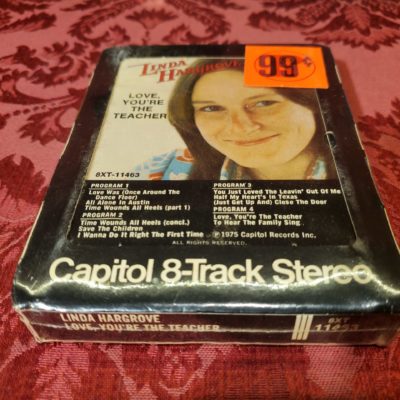 LINDA
HARGROVE
99¢
LOVE,
YOU'RE
THE
TEACHER
8XT-11463
PROGRAM 1
Love Was (Once Around The
Dance Floor)
All Alone in Austin
Time Wounds All Heels (part 1)
PROGRAM 2
Time Wounds All Heels (concl.)
Save The Children
I Wanna Do It Right The First Time
PROGRAM 3
You Just Loved The Leavin' Out Of Me
Half My Heart's In Texas
(Just Get Up And) Close The Door
PROGRAM 4
Love, You're The Teacher
To Hear The Family Sing
℗1975 Capitol Records Inc.
ALL RIGHTS RESERVED.
Capitol 8-Track Stereo
LINDA HARGROVE
LOVE, YOU'RE THE TEACHER
8XT
11463